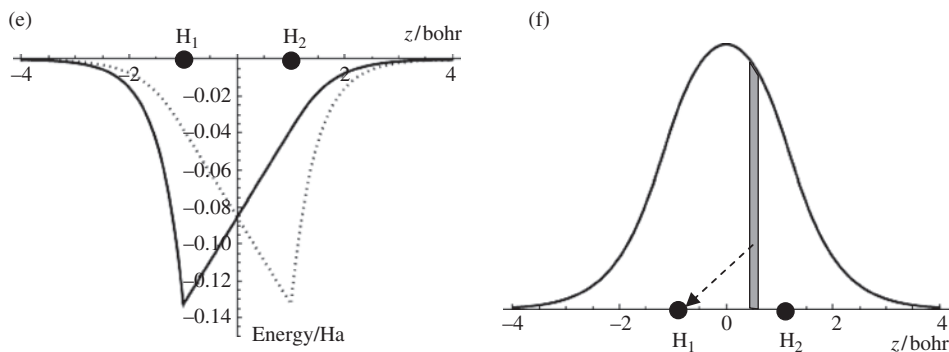 (e)
H₁
H₂
z/bohr
−4
−2
2
4
−0.02
−0.04
−0.06
−0.08
−0.10
−0.12
−0.14
Energy/Ha
(f)
−4
−2
0
2
4
H₁
H₂
z/bohr